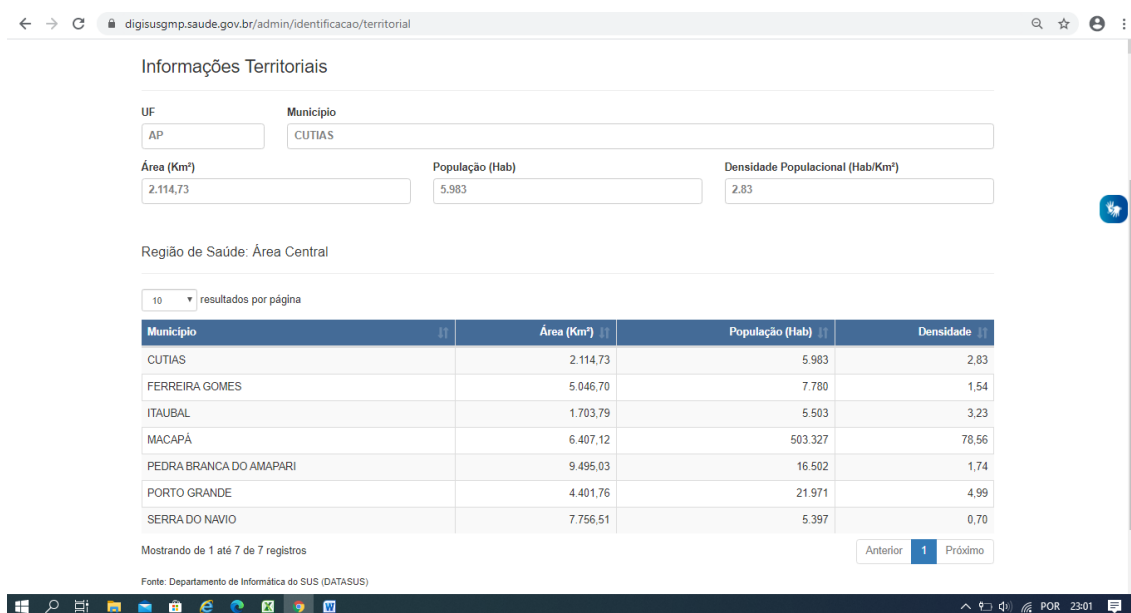 digisusgmp.saude.gov.br/admin/identificacao/territorial
Informações Territoriais
UF Município
AP CUTIAS
Área (Km²) População (Hab) Densidade Populacional (Hab/Km²)
2.114,73 5.983 2.83
Região de Saúde: Área Central
10 resultados por página
Município Área (Km²) População (Hab) Densidade
CUTIAS 2.114,73 5.983 2,83
FERREIRA GOMES 5.046,70 7.780 1,54
ITAUBAL 1.703,79 5.503 3,23
MACAPÁ 6.407,12 503.327 78,56
PEDRA BRANCA DO AMAPARI 9.495,03 16.502 1,74
PORTO GRANDE 4.401,76 21.971 4,99
SERRA DO NAVIO 7.756,51 5.397 0,70
Mostrando de 1 até 7 de 7 registros Anterior 1 Próximo
Fonte: Departamento de Informática do SUS (DATASUS)
POR 23:01